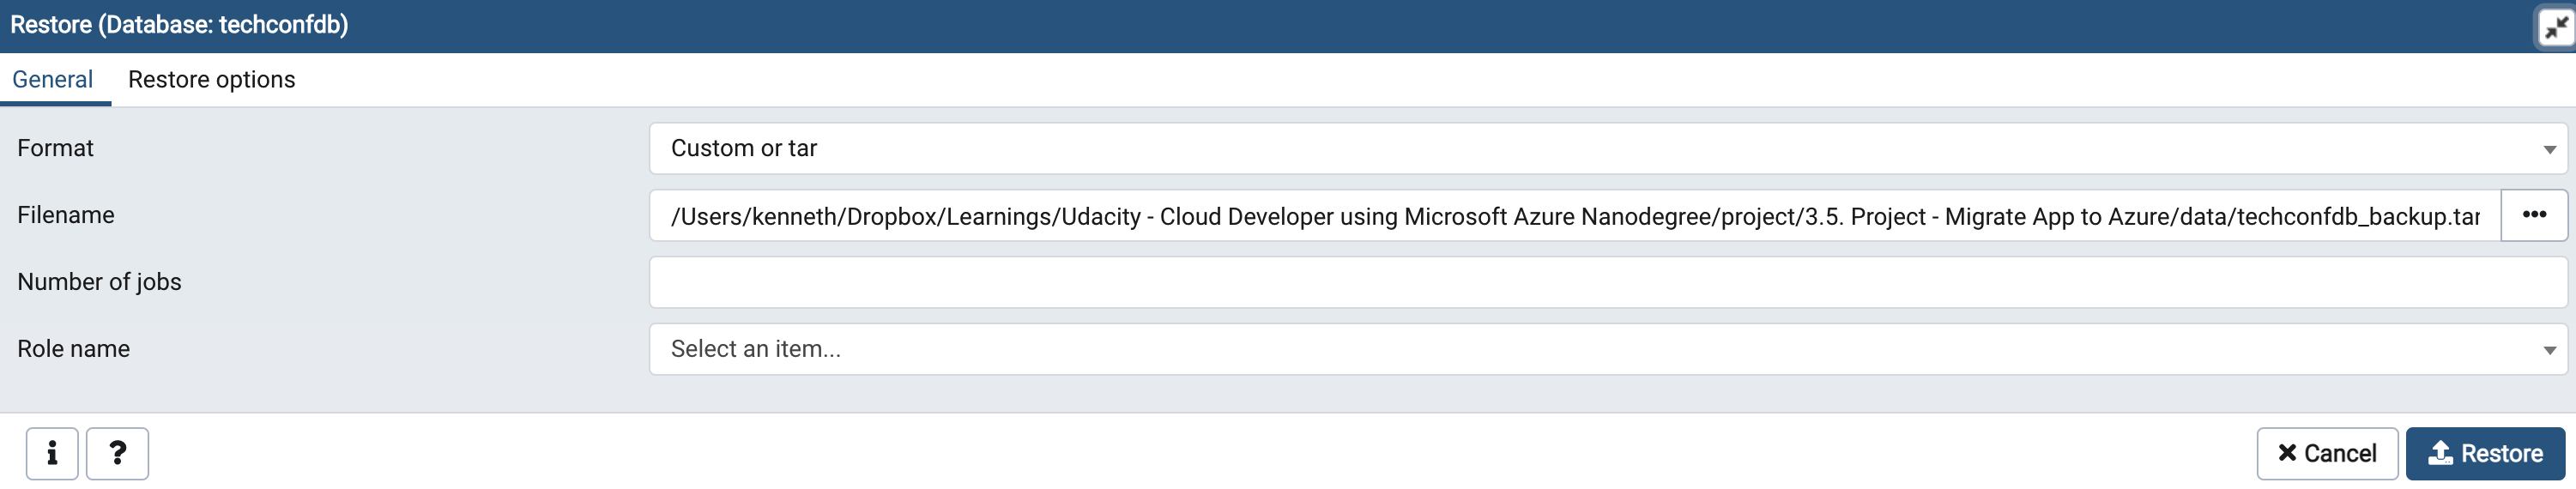 Restore (Database: techconfdb)
General Restore options
Format Custom or tar
Filename /Users/kenneth/Dropbox/Learnings/Udacity - Cloud Developer using Microsoft Azure Nanodegree/project/3.5. Project - Migrate App to Azure/data/techconfdb_backup.tar
Number of jobs
Role name Select an item...
i ? Cancel Restore